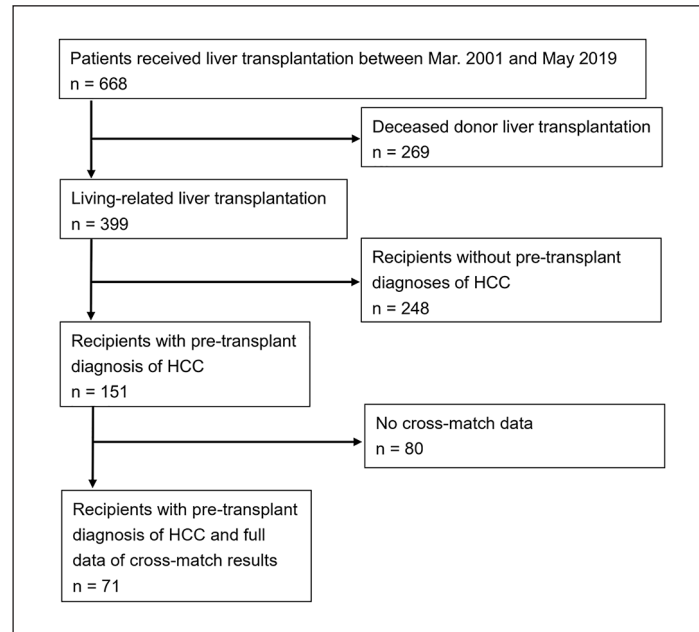 Patients received liver transplantation between Mar. 2001 and May 2019
n = 668
Deceased donor liver transplantation
n = 269
Living-related liver transplantation
n = 399
Recipients without pre-transplant
diagnoses of HCC
n = 248
Recipients with pre-transplant
diagnosis of HCC
n = 151
No cross-match data
n = 80
Recipients with pre-transplant
diagnosis of HCC and full
data of cross-match results
n = 71